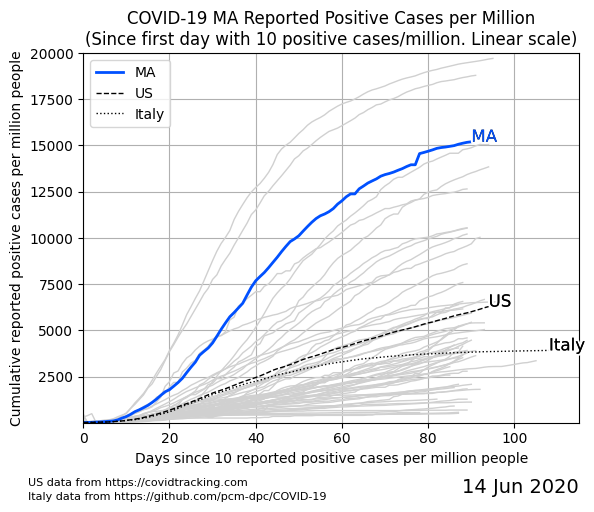 COVID-19 MA Reported Positive Cases per Million
(Since first day with 10 positive cases/million. Linear scale)
Cumulative reported positive cases per million people
20000
17500
15000
12500
10000
7500
5000
2500
MA
US
Italy
MA
US
Italy
0 20 40 60 80 100
Days since 10 reported positive cases per million people
US data from https://covidtracking.com
Italy data from https://github.com/pcm-dpc/COVID-19
14 Jun 2020